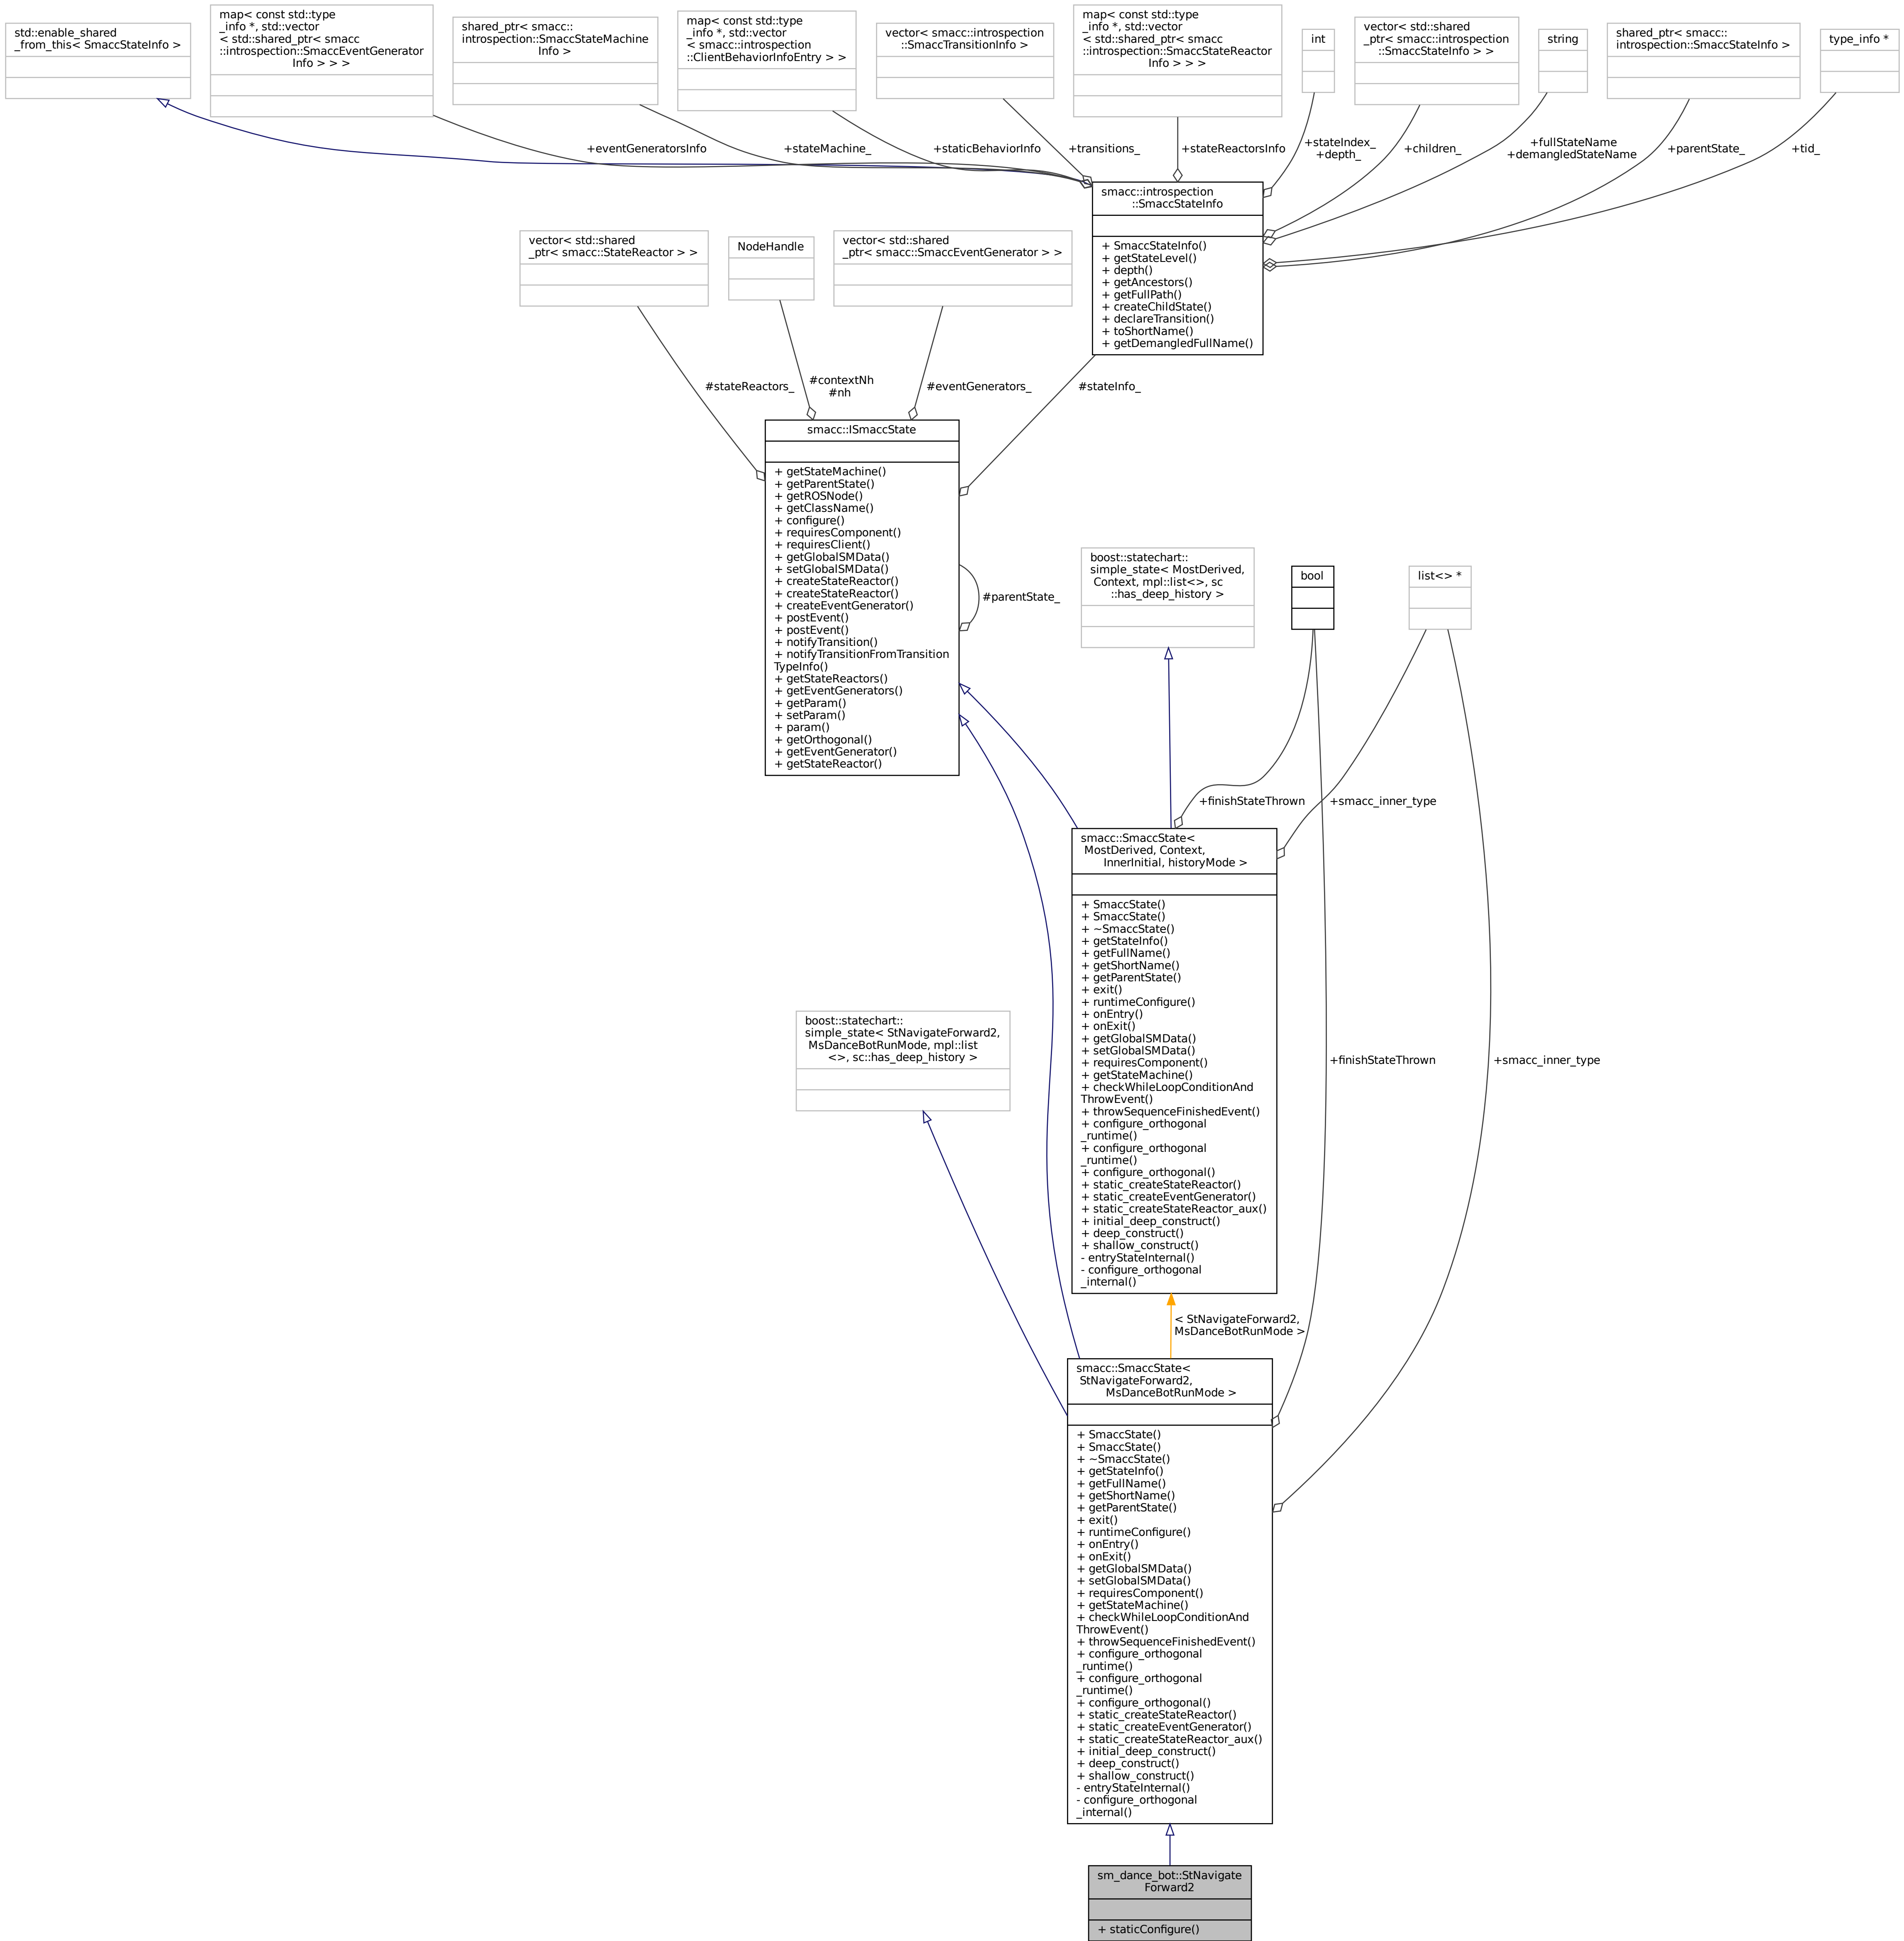 std::enable_shared
_from_this< SmaccStateInfo >
map< const std::type
_info *, std::vector
< std::shared_ptr< smacc
::introspection::SmaccEventGenerator
Info > > >
shared_ptr< smacc::
introspection::SmaccStateMachine
Info >
map< const std::type
_info *, std::vector
< smacc::introspection
::ClientBehaviorInfoEntry > >
vector< smacc::introspection
::SmaccTransitionInfo >
map< const std::type
_info *, std::vector
< std::shared_ptr< smacc
::introspection::SmaccStateReactor
Info > > >
int
vector< std::shared
_ptr< smacc::introspection
::SmaccStateInfo > >
string
shared_ptr< smacc::
introspection::SmaccStateInfo >
type_info *
+eventGeneratorsInfo
+stateMachine_
+staticBehaviorInfo
+transitions_
+stateReactorsInfo
+stateIndex_
+depth_
+children_
+fullStateName
+demangledStateName
+parentState_
+tid_
smacc::introspection
::SmaccStateInfo
+ SmaccStateInfo()
+ getStateLevel()
+ depth()
+ getAncestors()
+ getFullPath()
+ createChildState()
+ declareTransition()
+ toShortName()
+ getDemangledFullName()
vector< std::shared
_ptr< smacc::StateReactor > >
NodeHandle
vector< std::shared
_ptr< smacc::SmaccEventGenerator > >
#stateReactors_
#contextNh
#nh
#eventGenerators_
#stateInfo_
smacc::ISmaccState
+ getStateMachine()
+ getParentState()
+ getROSNode()
+ getClassName()
+ configure()
+ requiresComponent()
+ requiresClient()
+ getGlobalSMData()
+ setGlobalSMData()
+ createStateReactor()
+ createStateReactor()
+ createEventGenerator()
+ postEvent()
+ postEvent()
+ notifyTransition()
+ notifyTransitionFromTransition
TypeInfo()
+ getStateReactors()
+ getEventGenerators()
+ getParam()
+ setParam()
+ param()
+ getOrthogonal()
+ getEventGenerator()
+ getStateReactor()
#parentState_
boost::statechart::
simple_state< MostDerived,
Context, mpl::list<>, sc
::has_deep_history >
bool
list<> *
+finishStateThrown
+smacc_inner_type
smacc::SmaccState<
MostDerived, Context,
InnerInitial, historyMode >
+ SmaccState()
+ SmaccState()
+ ~SmaccState()
+ getStateInfo()
+ getFullName()
+ getShortName()
+ getParentState()
+ exit()
+ runtimeConfigure()
+ onEntry()
+ onExit()
+ getGlobalSMData()
+ setGlobalSMData()
+ requiresComponent()
+ getStateMachine()
+ checkWhileLoopConditionAnd
ThrowEvent()
+ throwSequenceFinishedEvent()
+ configure_orthogonal
_runtime()
+ configure_orthogonal
_runtime()
+ configure_orthogonal()
+ static_createStateReactor()
+ static_createEventGenerator()
+ static_createStateReactor_aux()
+ initial_deep_construct()
+ deep_construct()
+ shallow_construct()
- entryStateInternal()
- configure_orthogonal
_internal()
boost::statechart::
simple_state< StNavigateForward2,
MsDanceBotRunMode, mpl::list
<>, sc::has_deep_history >
+finishStateThrown
+smacc_inner_type
< StNavigateForward2,
MsDanceBotRunMode >
smacc::SmaccState<
StNavigateForward2,
MsDanceBotRunMode >
+ SmaccState()
+ SmaccState()
+ ~SmaccState()
+ getStateInfo()
+ getFullName()
+ getShortName()
+ getParentState()
+ exit()
+ runtimeConfigure()
+ onEntry()
+ onExit()
+ getGlobalSMData()
+ setGlobalSMData()
+ requiresComponent()
+ getStateMachine()
+ checkWhileLoopConditionAnd
ThrowEvent()
+ throwSequenceFinishedEvent()
+ configure_orthogonal
_runtime()
+ configure_orthogonal
_runtime()
+ configure_orthogonal()
+ static_createStateReactor()
+ static_createEventGenerator()
+ static_createStateReactor_aux()
+ initial_deep_construct()
+ deep_construct()
+ shallow_construct()
- entryStateInternal()
- configure_orthogonal
_internal()
sm_dance_bot::StNavigate
Forward2
+ staticConfigure()